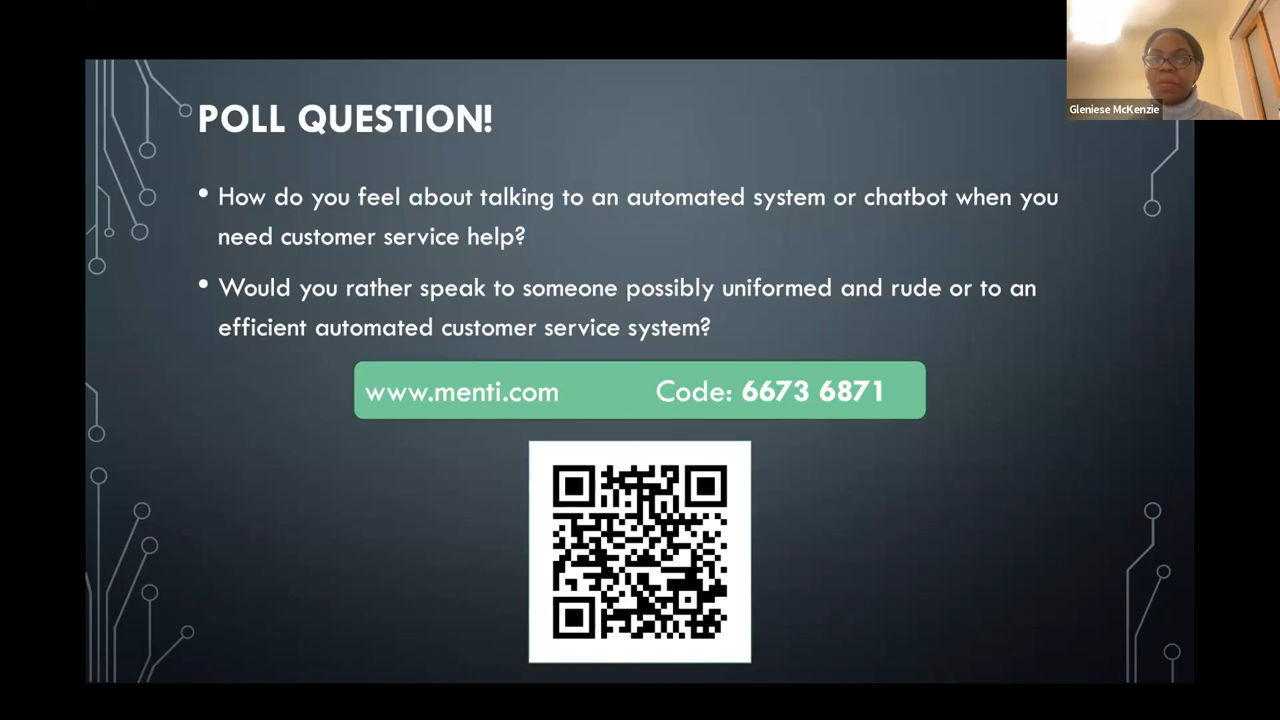 POLL QUESTION!
Gleniese McKenzie
• How do you feel about talking to an automated system or chatbot when you
need customer service help?
• Would you rather speak to someone possibly uniformed and rude or to an
efficient automated customer service system?
www.menti.com Code: 6673 6871